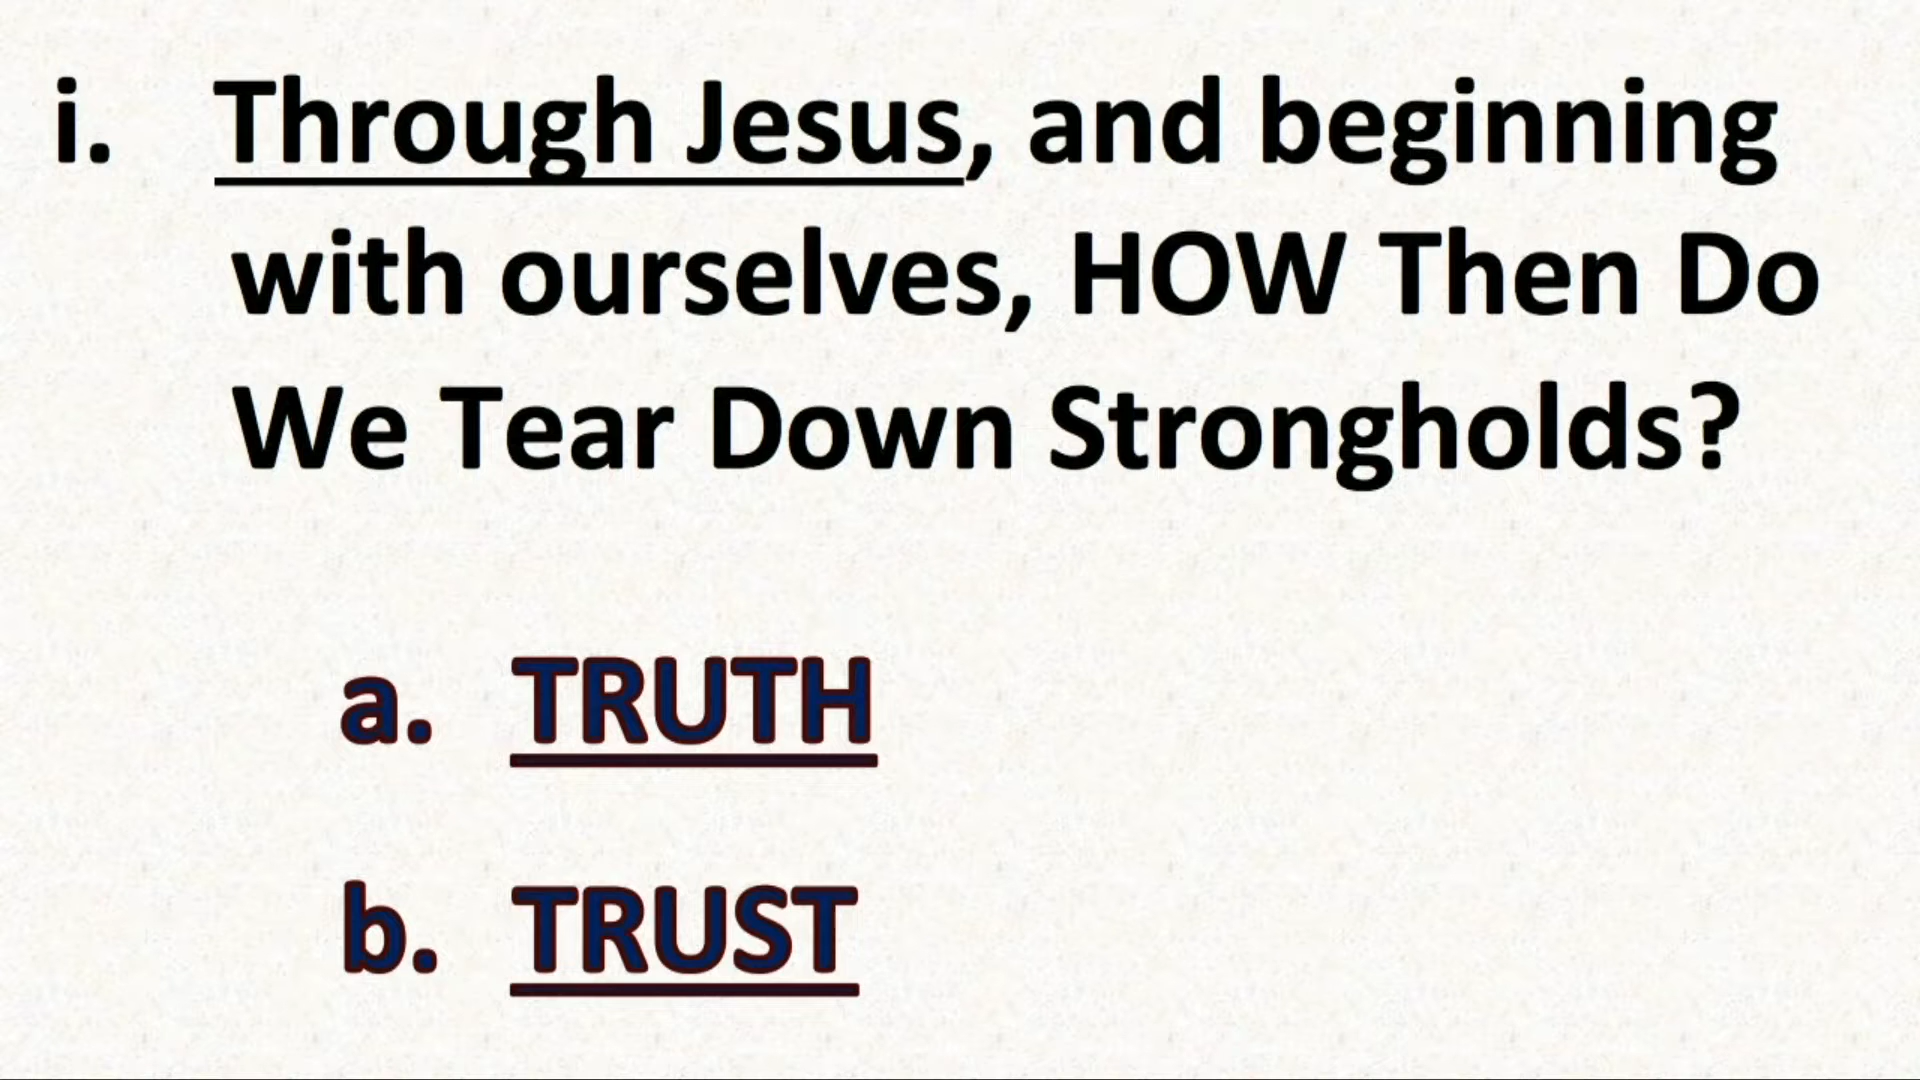 i. Through Jesus, and beginning
with ourselves, HOW Then Do
We Tear Down Strongholds?
a. TRUTH
b. TRUST